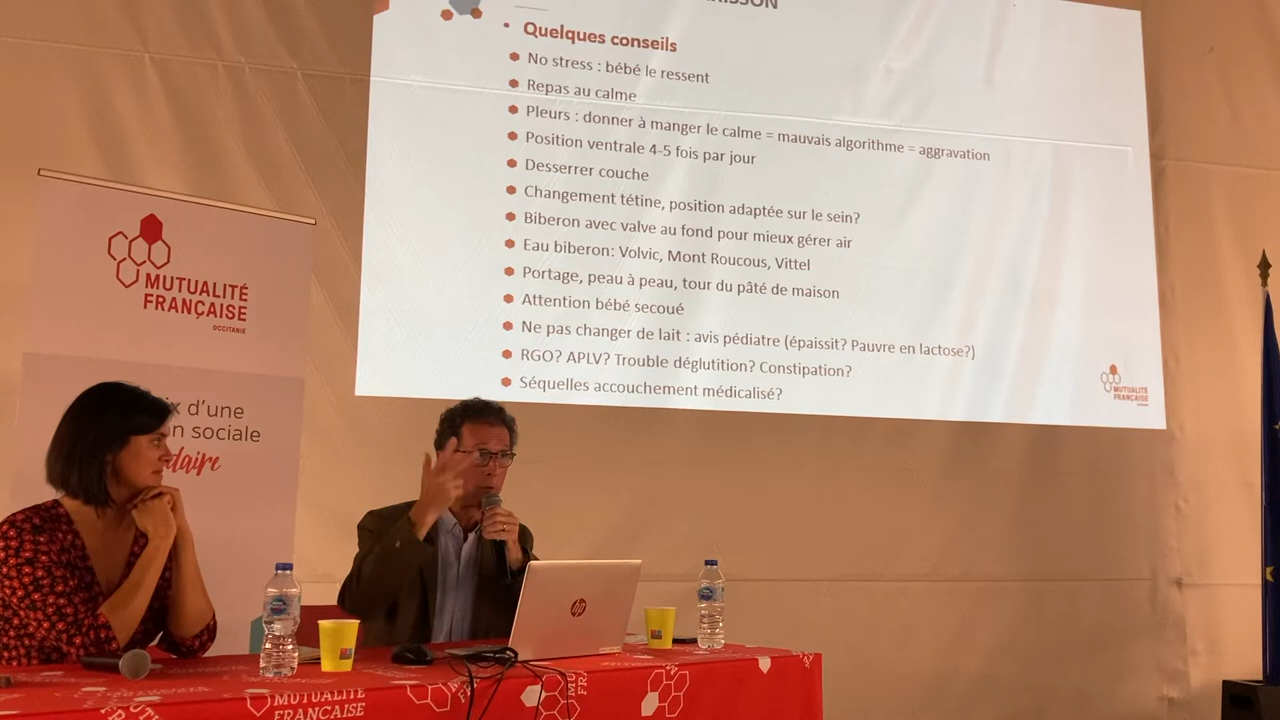 Quelques conseils
No stress : bébé le ressent
Repas au calme
Pleurs : donner à manger le calme = mauvais algorithme = aggravation
Position ventrale 4-5 fois par jour
Desserrer couche
Changement tétine, position adaptée sur le sein?
Biberon avec valve au fond pour mieux gérer air
Eau biberon: Volvic, Mont Roucous, Vittel
Portage, peau à peau, tour du pâté de maison
Attention bébé secoué
Ne pas changer de lait : avis pédiatre (épaissit? Pauvre en lactose?)
RGO? APLV? Trouble déglutition? Constipation?
Séquelles accouchement médicalisé?
MUTUALITÉ
FRANÇAISE
MUTUALITÉ
FRANÇAISE
OCCITANIE
d'une
sociale
hp
MUTUALITÉ
FRANÇAISE